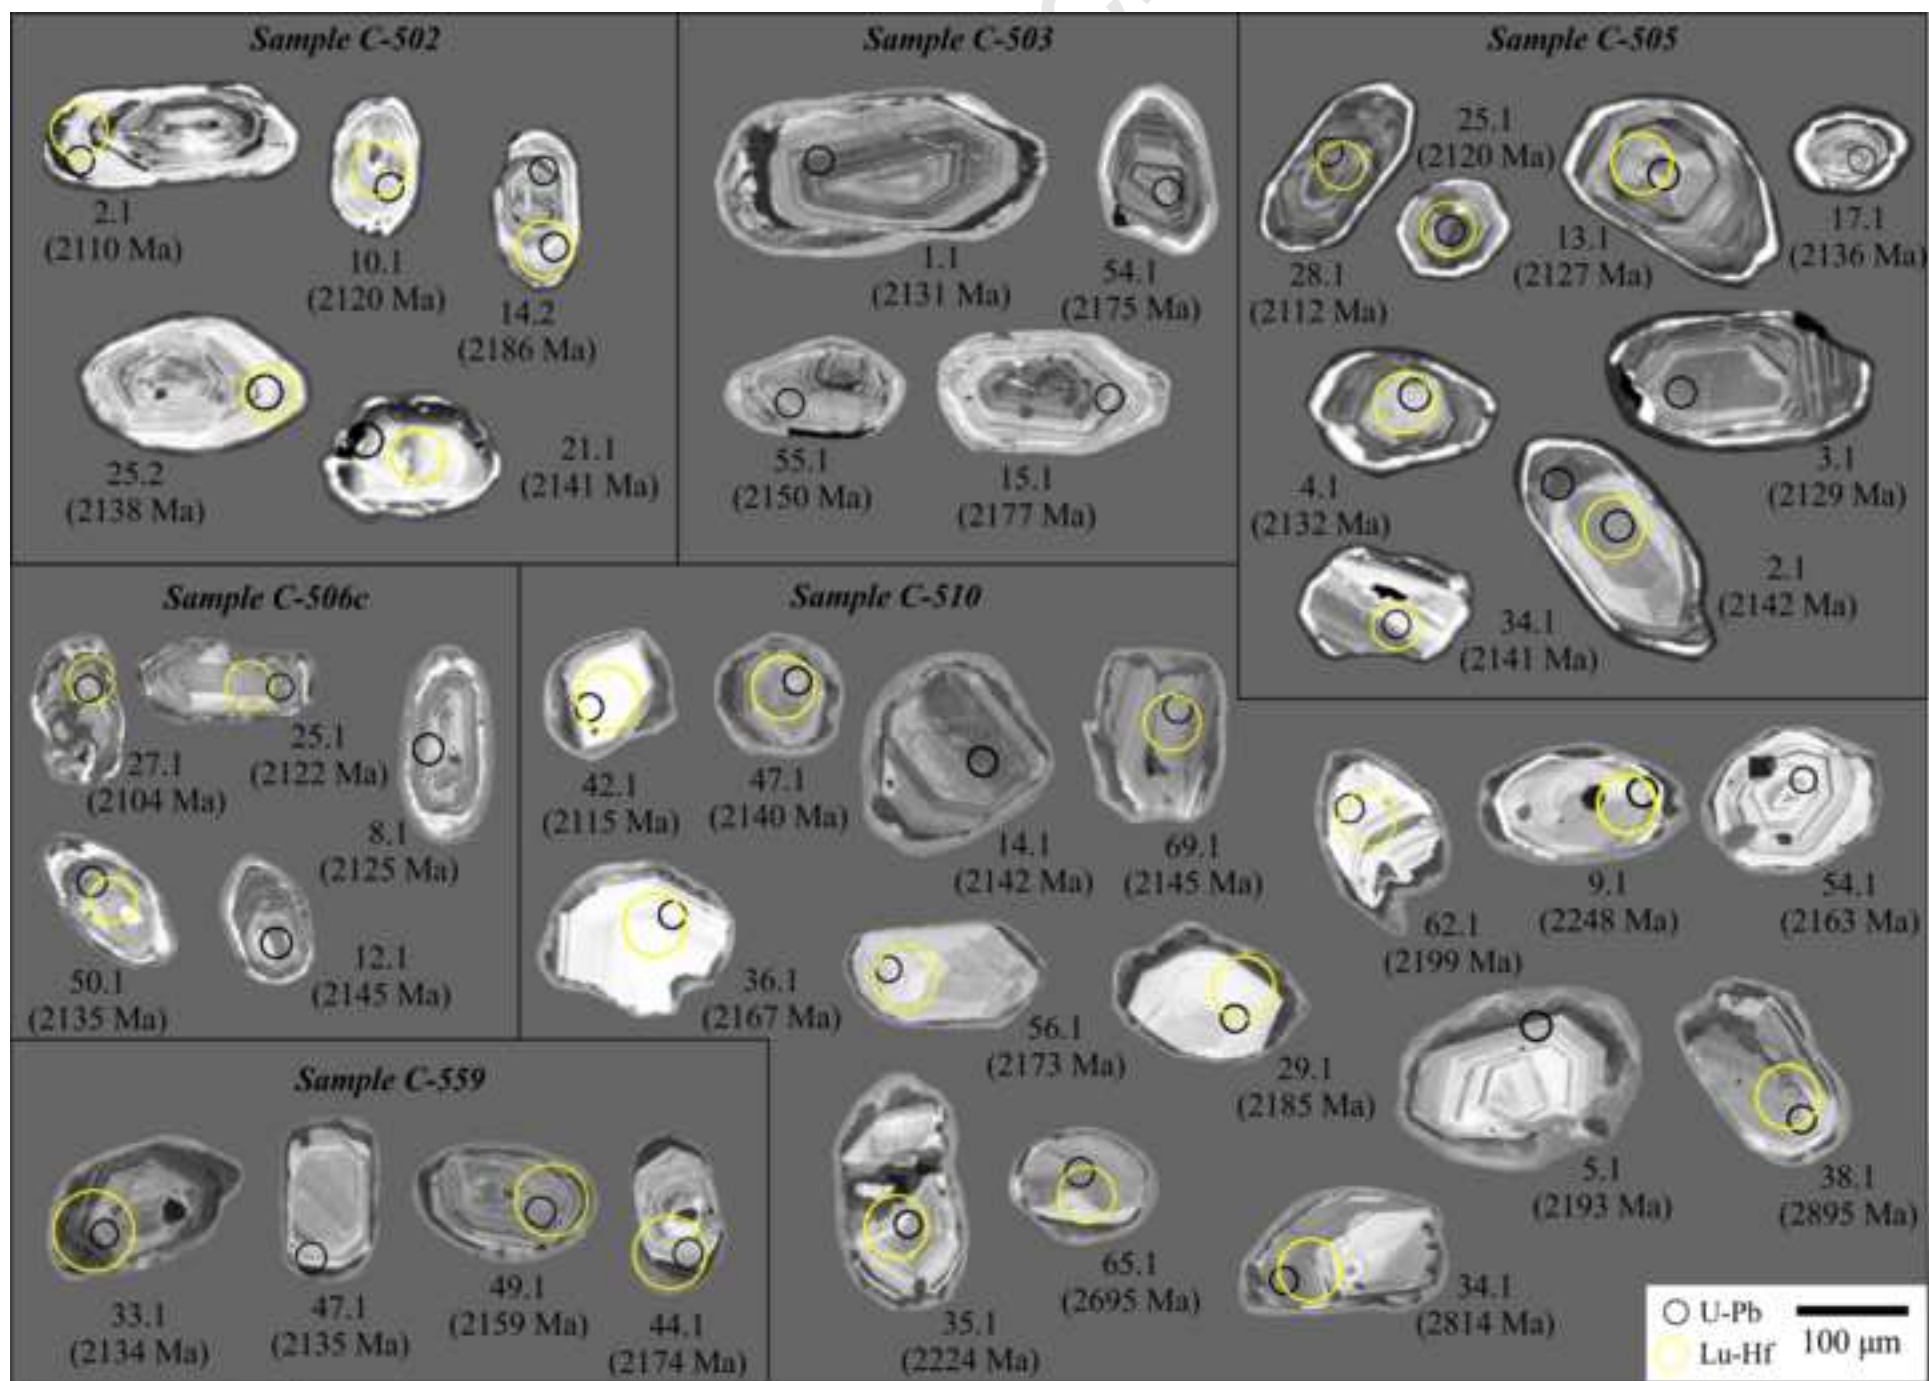 Sample C-502
2.1
(2110 Ma)
10.1
(2120 Ma)
14.2
(2186 Ma)
25.2
(2138 Ma)
21.1
(2141 Ma)
Sample C-503
1.1
(2131 Ma)
54.1
(2175 Ma)
55.1
(2150 Ma)
15.1
(2177 Ma)
Sample C-505
25.1
(2120 Ma)
28.1
(2112 Ma)
13.1
(2127 Ma)
17.1
(2136 Ma)
4.1
(2132 Ma)
3.1
(2129 Ma)
2.1
(2142 Ma)
34.1
(2141 Ma)
Sample C-506c
27.1
(2104 Ma)
25.1
(2122 Ma)
8.1
(2125 Ma)
50.1
(2135 Ma)
12.1
(2145 Ma)
Sample C-510
42.1
(2115 Ma)
47.1
(2140 Ma)
14.1
(2142 Ma)
69.1
(2145 Ma)
62.1
(2199 Ma)
9.1
(2248 Ma)
54.1
(2163 Ma)
36.1
(2167 Ma)
56.1
(2173 Ma)
29.1
(2185 Ma)
5.1
(2193 Ma)
38.1
(2895 Ma)
35.1
(2224 Ma)
65.1
(2695 Ma)
34.1
(2814 Ma)
Sample C-559
33.1
(2134 Ma)
47.1
(2135 Ma)
49.1
(2159 Ma)
44.1
(2174 Ma)
U-Pb
Lu-Hf
100 μm